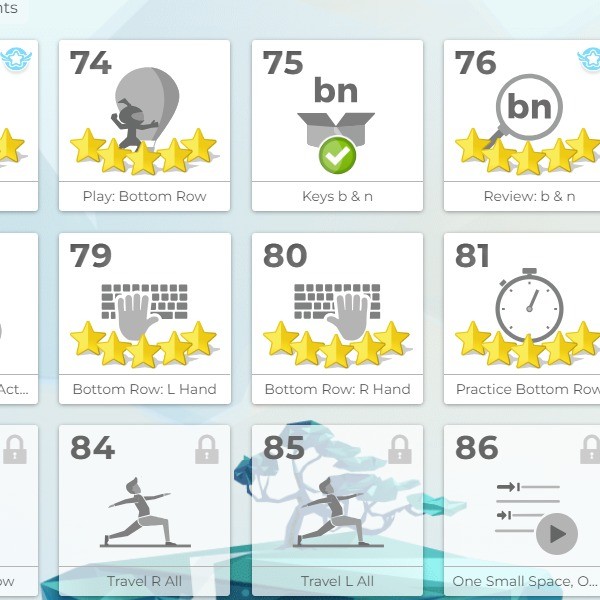 nts
74
75
76
bn
bn
Play: Bottom Row
Keys b & n
Review: b & n
79
80
81
Act...
Bottom Row: L Hand
Bottom Row: R Hand
Practice Bottom Row
84
85
86
ow
Travel R All
Travel L All
One Small Space, O...